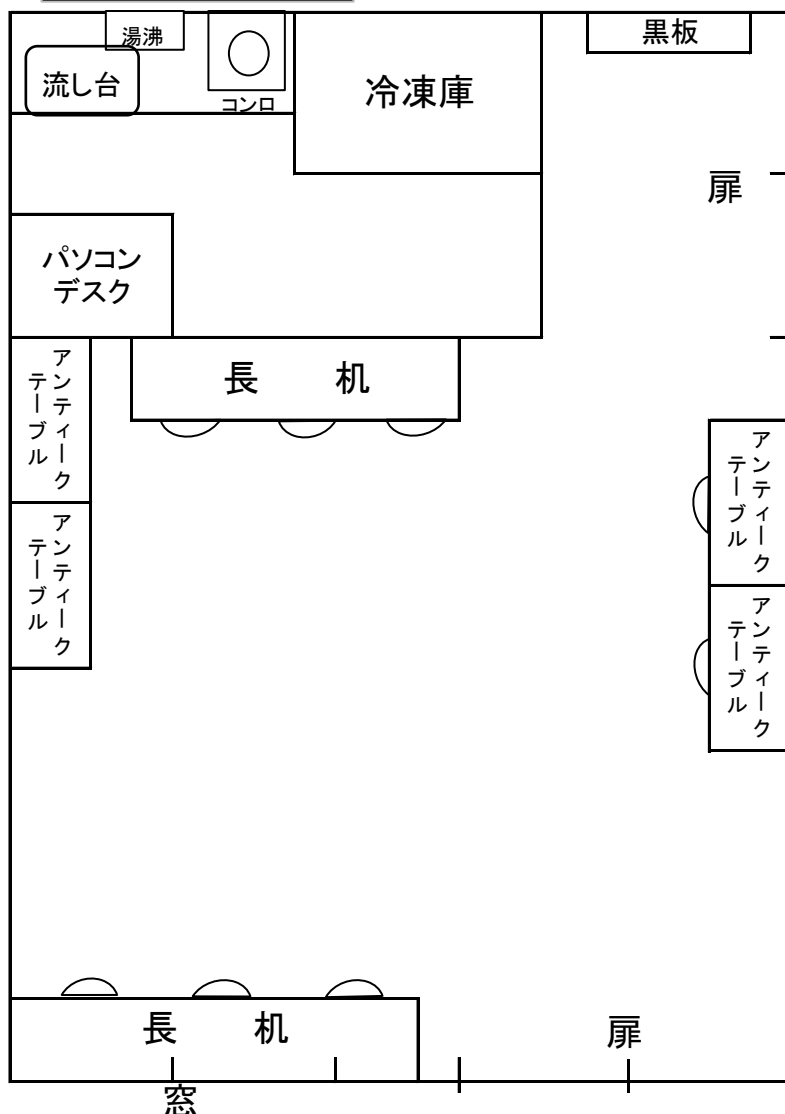 湯沸
黒板
流し台
コンロ
冷凍庫
扉
パソコン
デスク
長 机
アンティーク
テーブル
アンティーク
テーブル
アンティーク
テーブル
アンティーク
テーブル
長 机
扉
窓